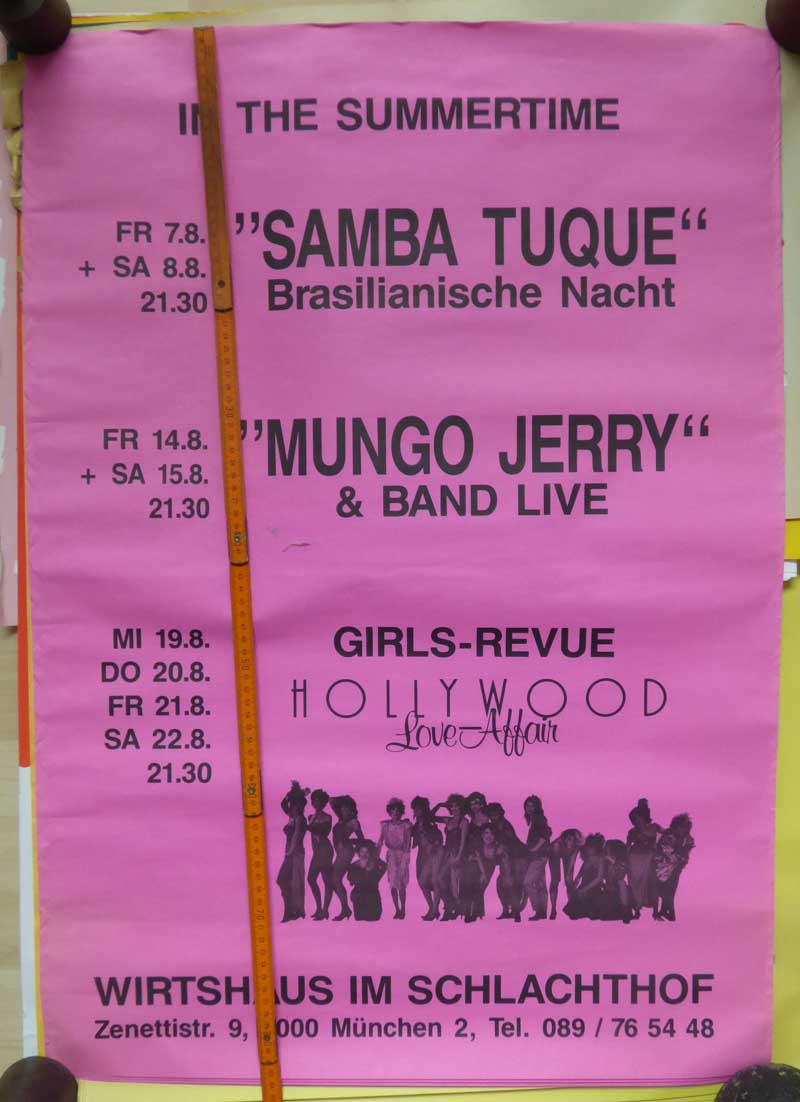 IN THE SUMMERTIME
FR 7.8.
+ SA 8.8.
21.30
"SAMBA TUQUE“
Brasilianische Nacht
FR 14.8.
+ SA 15.8.
21.30
"MUNGO JERRY“
& BAND LIVE
MI 19.8.
DO 20.8.
FR 21.8.
SA 22.8.
21.30
GIRLS-REVUE
HOLLYWOOD
Love-Affair
WIRTSHAUS IM SCHLACHTHOF
Zenettistr. 9, 000 München 2, Tel. 089 / 76 54 48